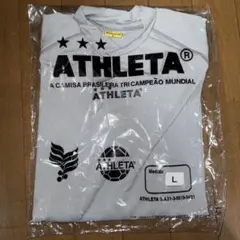 ATHLETA®
A CAMISA BRASILEIRA TRI CAMPEÃO MUNDIAL
ATHLETA
ATHLETA
L